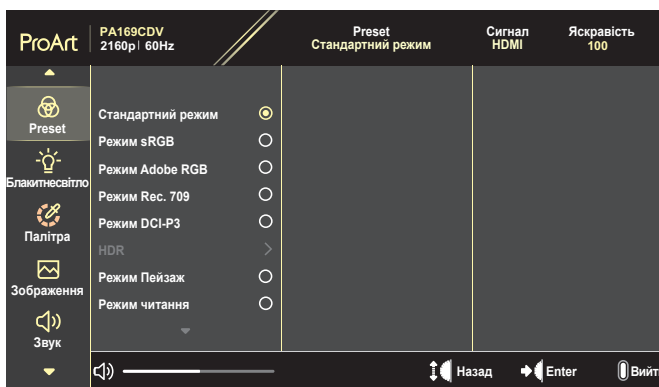 ProArt
PA169CDV
2160p | 60Hz
Preset
Стандартний режим
Сигнал
HDMI
Яскравість
100
Preset
Блакитнесвітло
Палітра
Зображення
Звук
Стандартний режим
Режим sRGB
Режим Adobe RGB
Режим Rec. 709
Режим DCI-P3
HDR
Режим Пейзаж
Режим читання
Назад
Enter